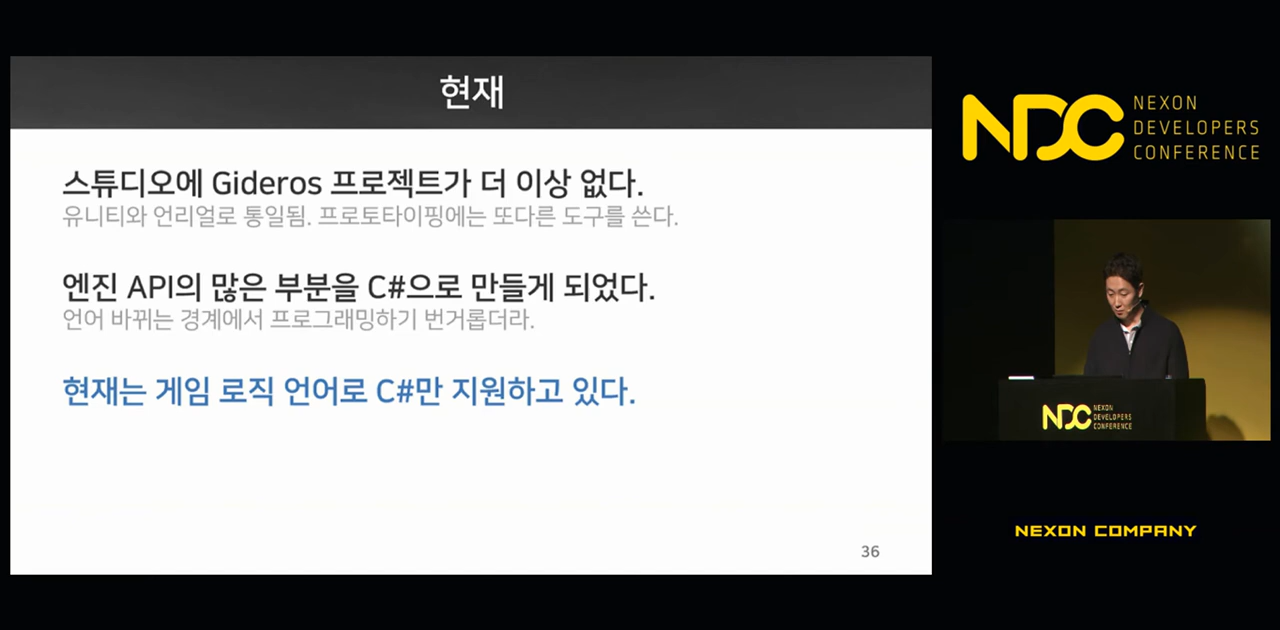 현재
스튜디오에 Gideros 프로젝트가 더 이상 없다.
유니티와 언리얼로 통일됨. 프로토타이핑에는 또다른 도구를 쓴다.
엔진 API의 많은 부분을 C#으로 만들게 되었다.
언어 바뀌는 경계에서 프로그래밍하기 번거롭더라.
현재는 게임 로직 언어로 C#만 지원하고 있다.
36
NDC
NEXON
DEVELOPERS
CONFERENCE
NDC
NEXON
DEVELOPERS
CONFERENCE
NEXON COMPANY